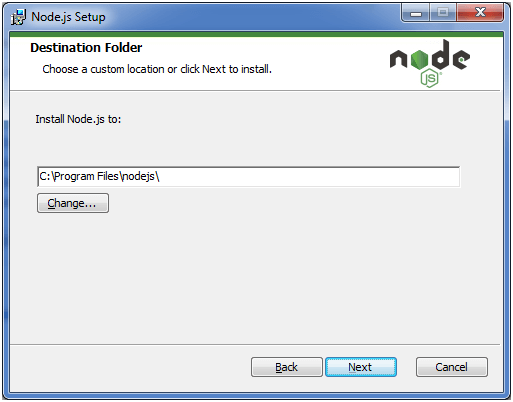 Node.js Setup
Destination Folder
Choose a custom location or click Next to install.
node
JS
Install Node.js to:
C:\Program Files\nodejs\
Change...
Back
Next
Cancel